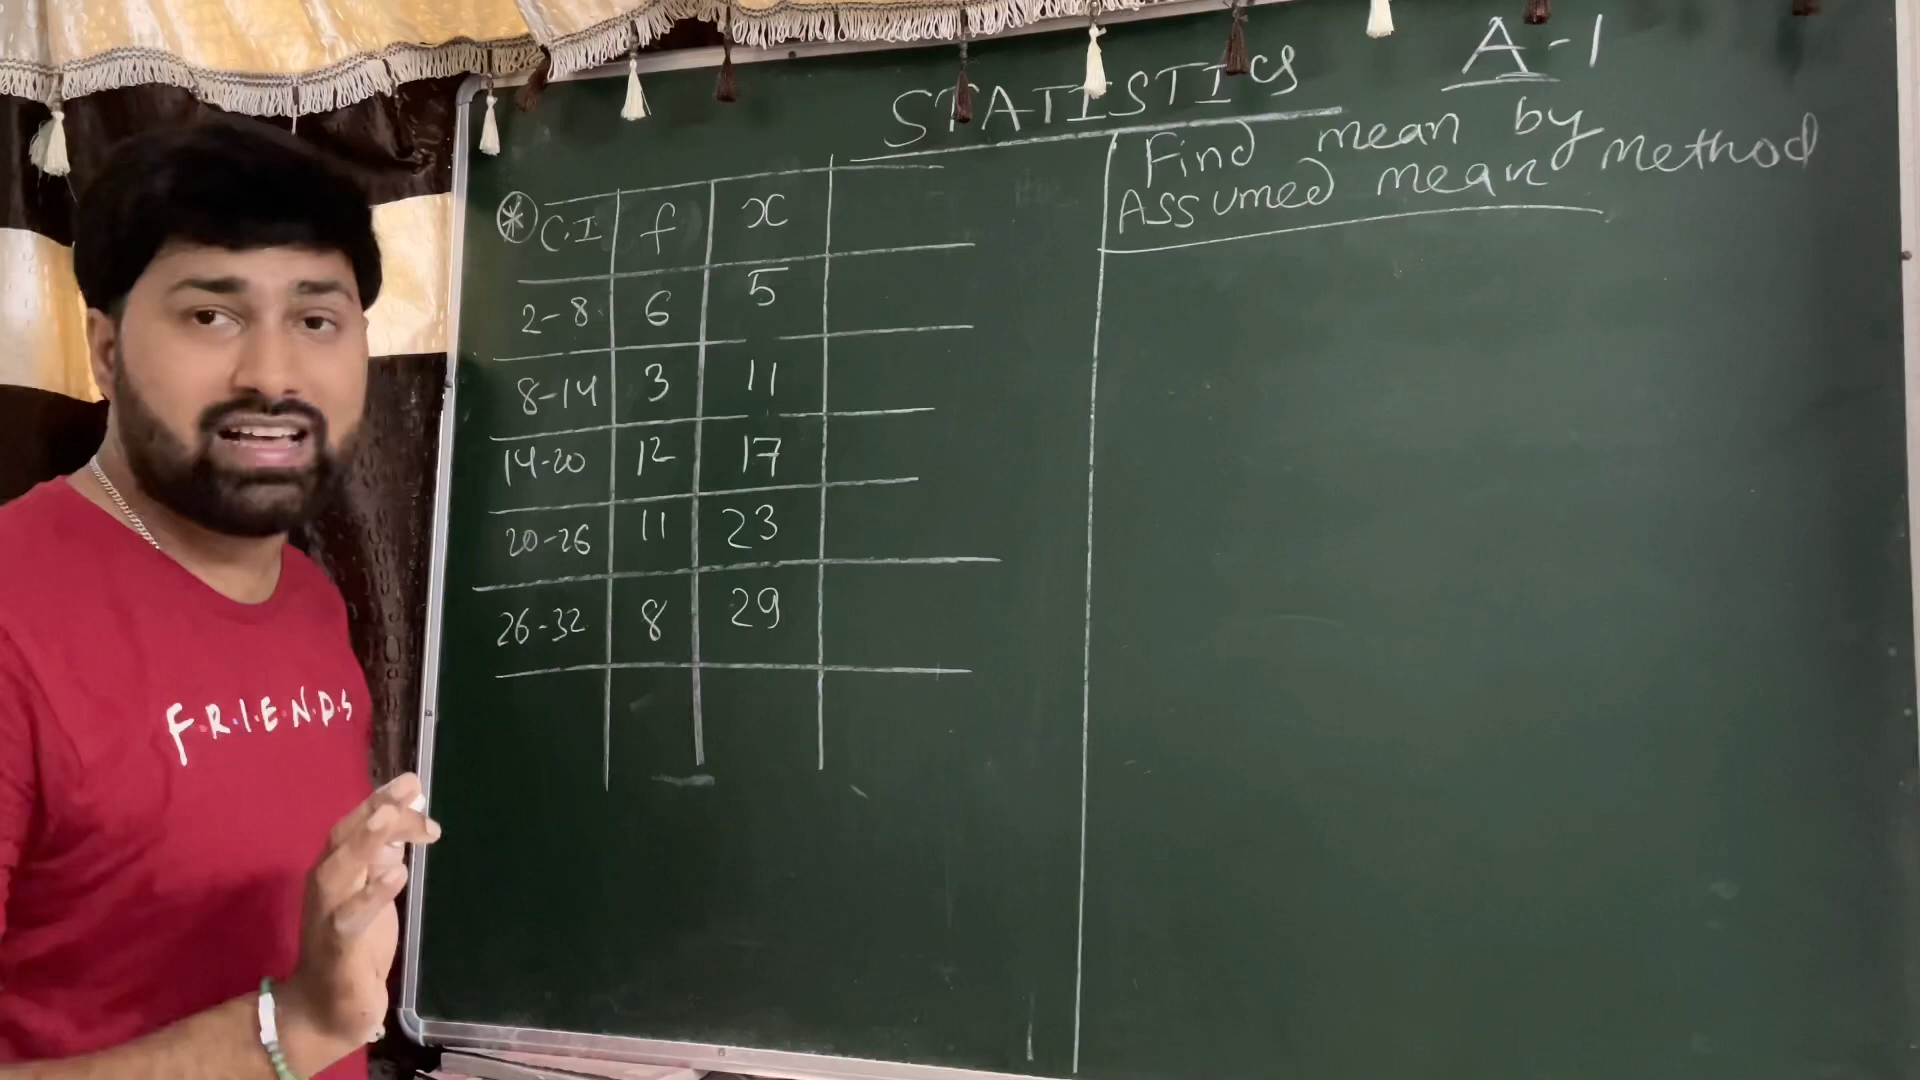 STATISTICS
A-1
Find mean by
Assumed mean Method
* C.I f x
2-8 6 5
8-14 3 11
14-20 12 17
20-26 11 23
26-32 8 29
F.R.I.E.N.D.S